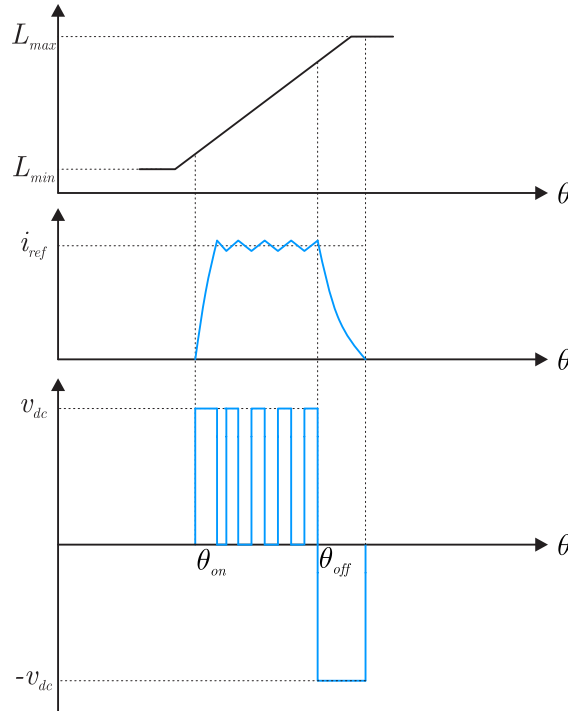 L_max
L_min
θ
i_ref
θ
v_dc
θ_on
θ_off
θ
-v_dc